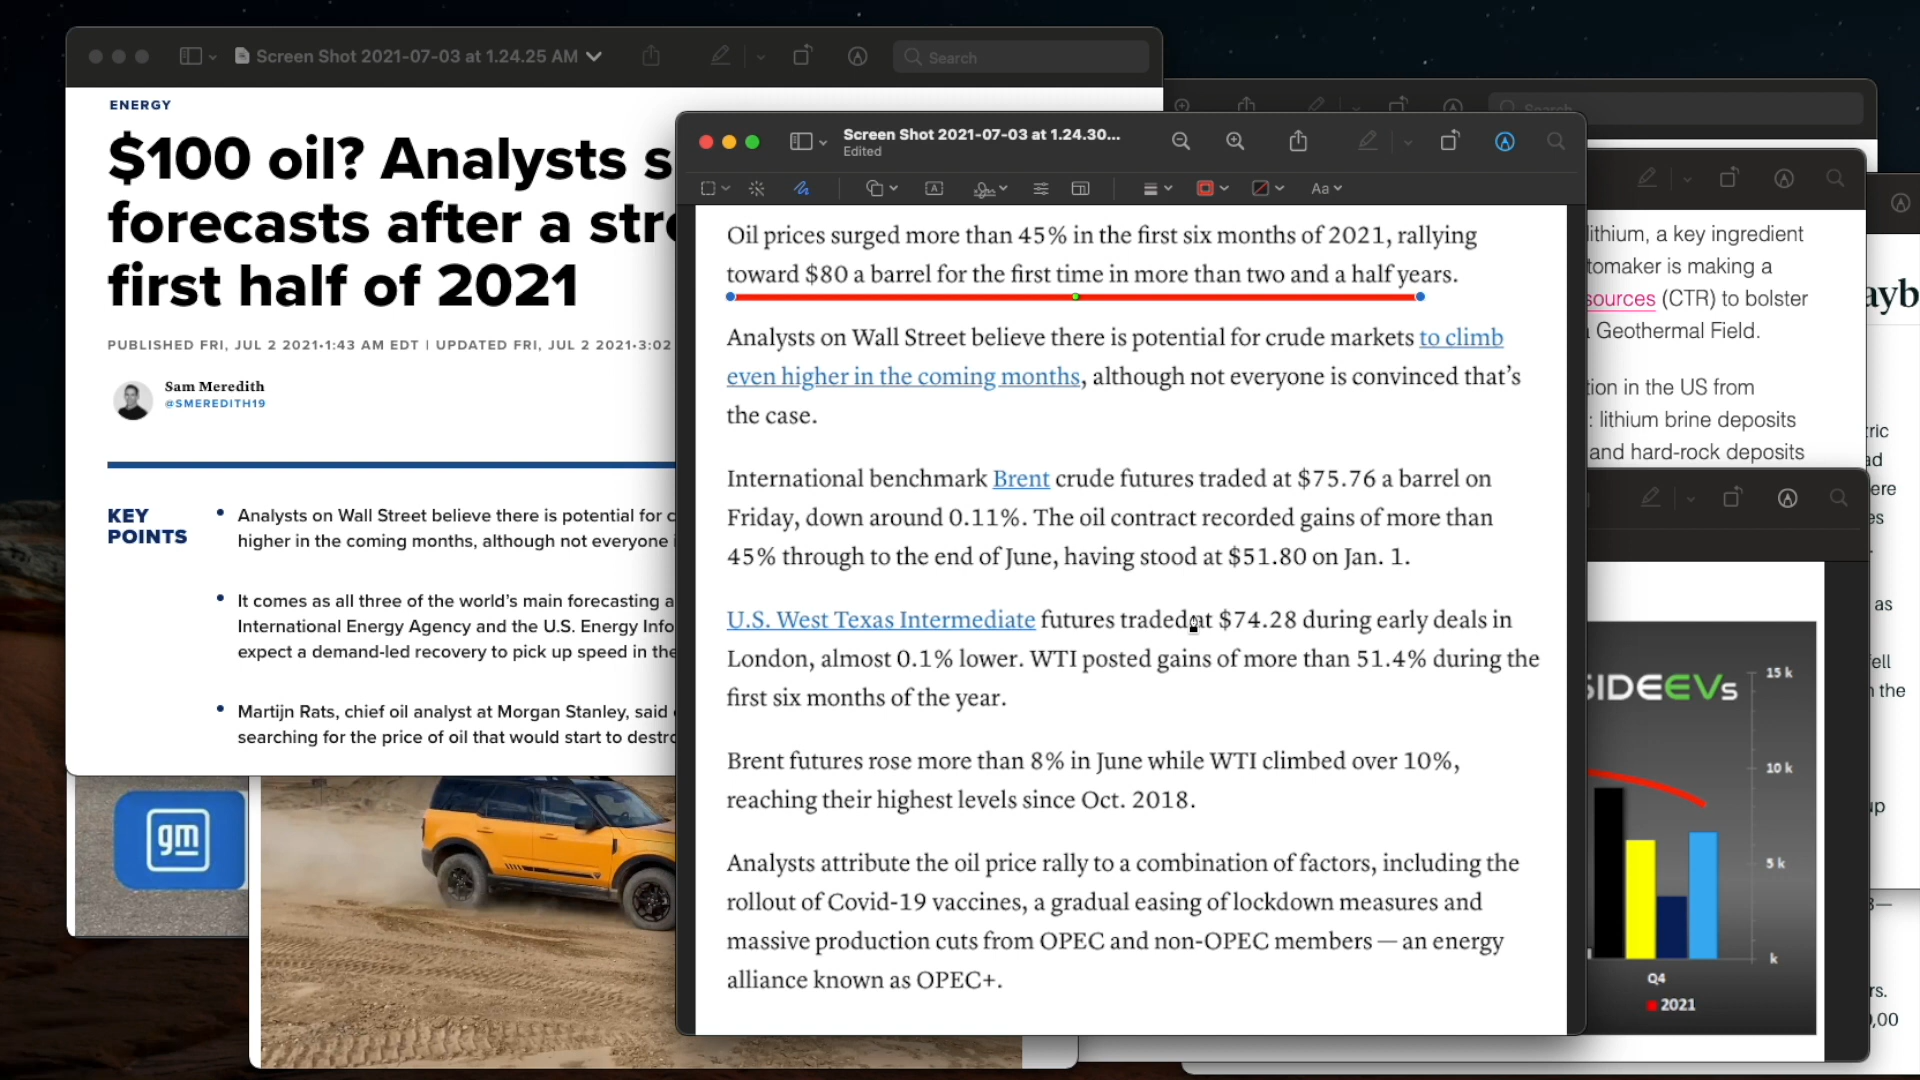 Screen Shot 2021-07-03 at 1.24.25 AM
Search
ENERGY
$100 oil? Analysts s
forecasts after a str
first half of 2021
PUBLISHED FRI, JUL 2 2021•1:43 AM EDT | UPDATED FRI, JUL 2 2021•3:02
Sam Meredith
@SMEREDITH19
KEY
POINTS
Analysts on Wall Street believe there is potential for c
higher in the coming months, although not everyone i
It comes as all three of the world's main forecasting a
International Energy Agency and the U.S. Energy Info
expect a demand-led recovery to pick up speed in the
Martijn Rats, chief oil analyst at Morgan Stanley, said
searching for the price of oil that would start to destr
gm
Screen Shot 2021-07-03 at 1.24.30...
Edited
A
Aa
Oil prices surged more than 45% in the first six months of 2021, rallying
toward $80 a barrel for the first time in more than two and a half years.
Analysts on Wall Street believe there is potential for crude markets to climb
even higher in the coming months, although not everyone is convinced that's
the case.
International benchmark Brent crude futures traded at $75.76 a barrel on
Friday, down around 0.11%. The oil contract recorded gains of more than
45% through to the end of June, having stood at $51.80 on Jan. 1.
U.S. West Texas Intermediate futures traded at $74.28 during early deals in
London, almost 0.1% lower. WTI posted gains of more than 51.4% during the
first six months of the year.
Brent futures rose more than 8% in June while WTI climbed over 10%,
reaching their highest levels since Oct. 2018.
Analysts attribute the oil price rally to a combination of factors, including the
rollout of Covid-19 vaccines, a gradual easing of lockdown measures and
massive production cuts from OPEC and non-OPEC members — an energy
alliance known as OPEC+.
Search
lithium, a key ingredient
tomaker is making a
sources (CTR) to bolster
Geothermal Field.
tion in the US from
: lithium brine deposits
and hard-rock deposits
SIDEEVs
15 k
10 k
5 k
k
Q4
2021
ayb
ric
ad
ere
es
as
ell
the
up
rs.
,00